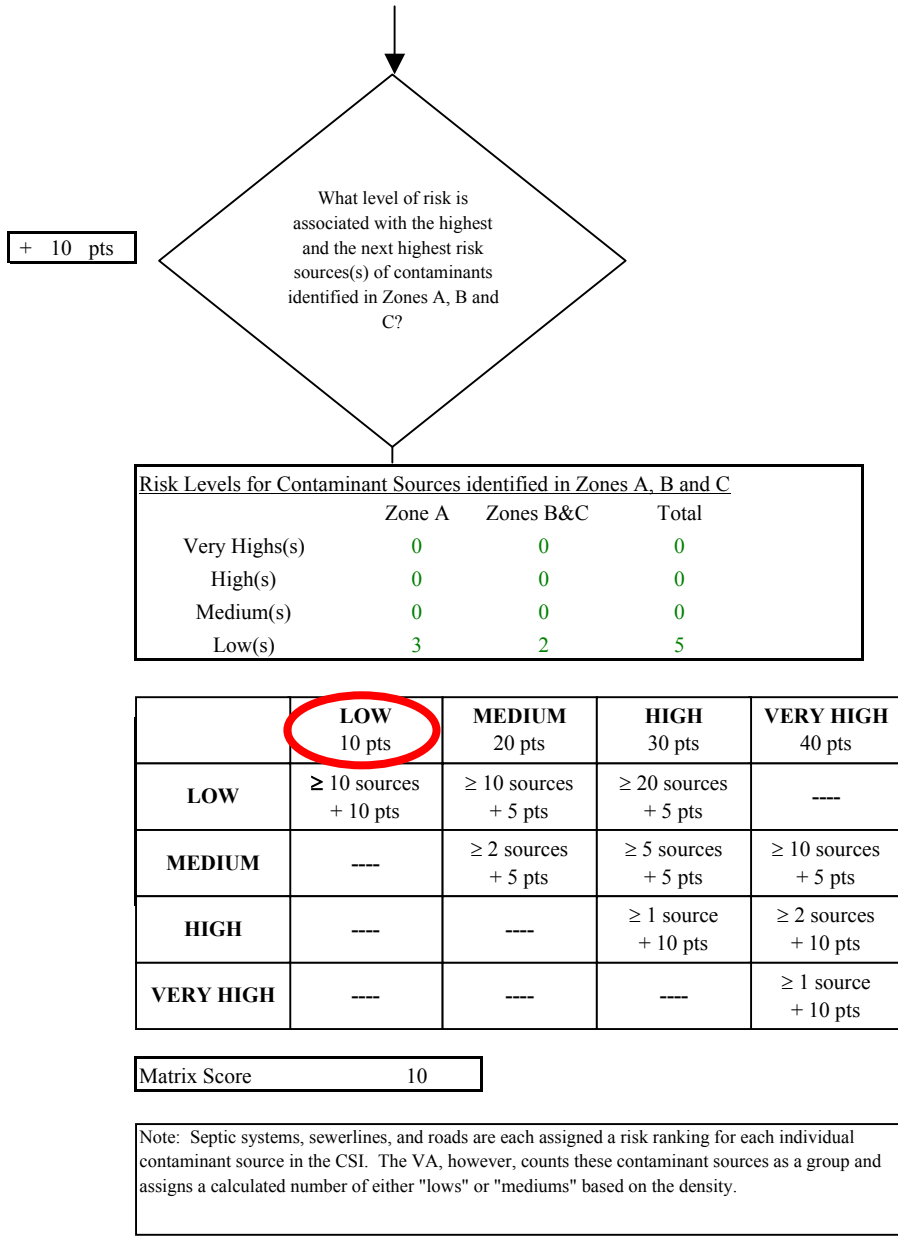 What level of risk is
associated with the highest
and the next highest risk
sources(s) of contaminants
identified in Zones A, B and
C?
+ 10 pts
Risk Levels for Contaminant Sources identified in Zones A, B and C
Zone A Zones B&C Total
Very Highs(s) 0 0 0
High(s) 0 0 0
Medium(s) 0 0 0
Low(s) 3 2 5
LOW MEDIUM HIGH VERY HIGH
10 pts 20 pts 30 pts 40 pts
LOW ≥ 10 sources ≥ 10 sources ≥ 20 sources ----
+ 10 pts + 5 pts + 5 pts
MEDIUM ---- ≥ 2 sources ≥ 5 sources ≥ 10 sources
+ 5 pts + 5 pts + 5 pts
HIGH ---- ---- ≥ 1 source ≥ 2 sources
+ 10 pts + 10 pts
VERY HIGH ---- ---- ---- ≥ 1 source
+ 10 pts
Matrix Score 10
Note: Septic systems, sewerlines, and roads are each assigned a risk ranking for each individual
contaminant source in the CSI. The VA, however, counts these contaminant sources as a group and
assigns a calculated number of either "lows" or "mediums" based on the density.